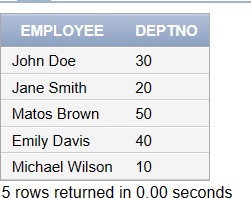 EMPLOYEE DEPTNO
John Doe 30
Jane Smith 20
Matos Brown 50
Emily Davis 40
Michael Wilson 10
5 rows returned in 0.00 seconds